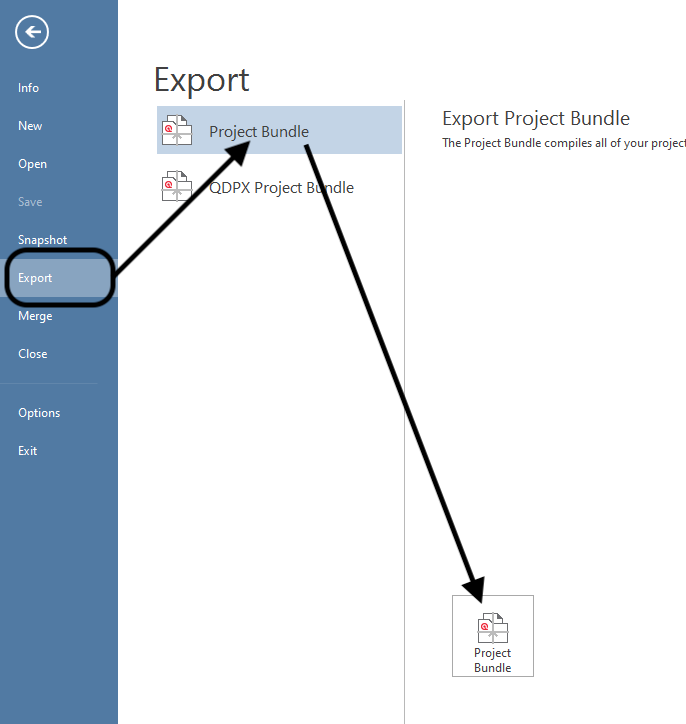 Info
New
Open
Save
Snapshot
Export
Merge
Close
Options
Exit
Export
Project Bundle
QDPX Project Bundle
Export Project Bundle
The Project Bundle compiles all of your project
Project
Bundle